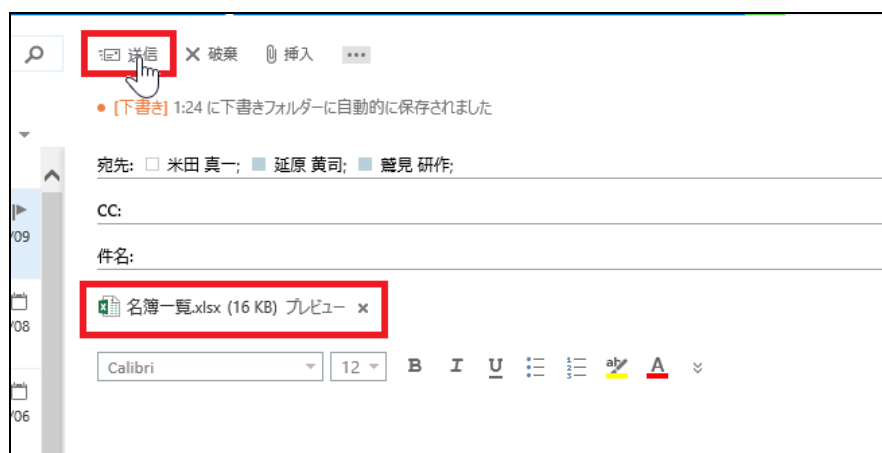 送信 破棄 挿入 •••
[下書き] 1:24 に下書きフォルダーに自動的に保存されました
宛先: 米田 真一; 延原 黄司; 鷲見 研作;
CC:
/09
件名:
名簿一覧.xlsx (16 KB) プレビュー ×
/08
Calibri 12 B I U ab A
/06